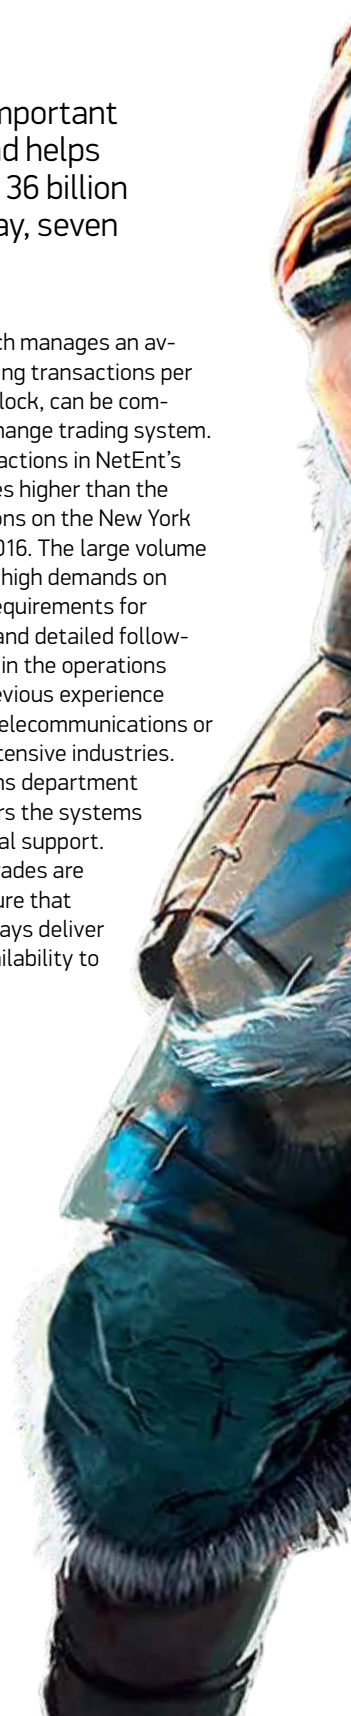 mportant
d helps
36 billion
ay, seven
ch manages an av-
ng transactions per
lock, can be com-
hange trading system.
actions in NetEnt's
s higher than the
ons on the New York
016. The large volume
high demands on
equirements for
and detailed follow-
in the operations
evious experience
elecommunications or
tensive industries.
ns department
rs the systems
al support.
rades are
ure that
ays deliver
ilability to